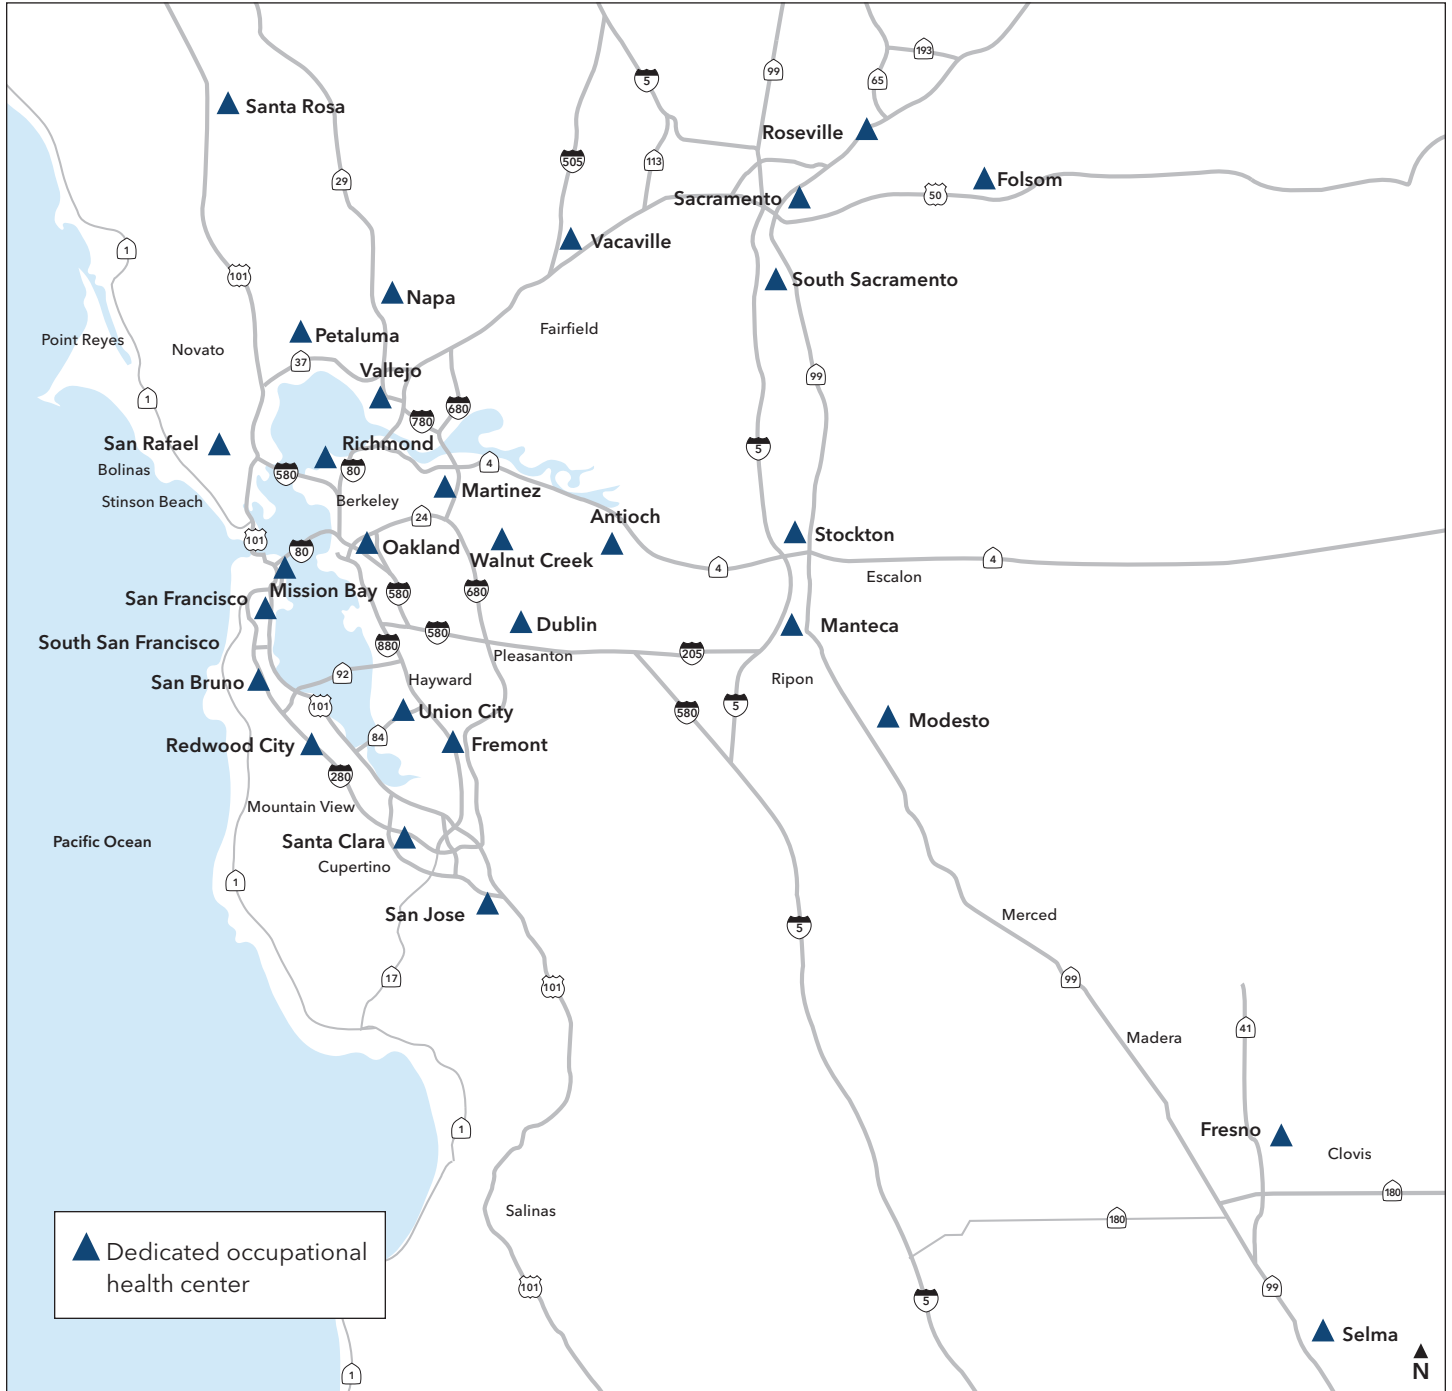 193
5
99
65
Santa Rosa
Roseville
505
113
29
Folsom
50
Sacramento
1
Vacaville
101
South Sacramento
Napa
Fairfield
Petaluma
Point Reyes
Novato
37
Vallejo
99
1
680
780
San Rafael
Richmond
5
Bolinas
580
80
4
Martinez
Stinson Beach
Berkeley
24
Antioch
101
80
Oakland
Stockton
Walnut Creek
4
4
Escalon
Mission Bay
580
680
San Francisco
Dublin
Manteca
580
South San Francisco
880
205
Pleasanton
92
Hayward
Ripon
San Bruno
101
580
5
Union City
Modesto
84
Redwood City
Fremont
280
Mountain View
Pacific Ocean
Santa Clara
Cupertino
1
San Jose
Merced
5
17
99
101
41
Madera
1
Fresno
Clovis
180
Salinas
180
Dedicated occupational
health center
101
99
5
Selma
1
N